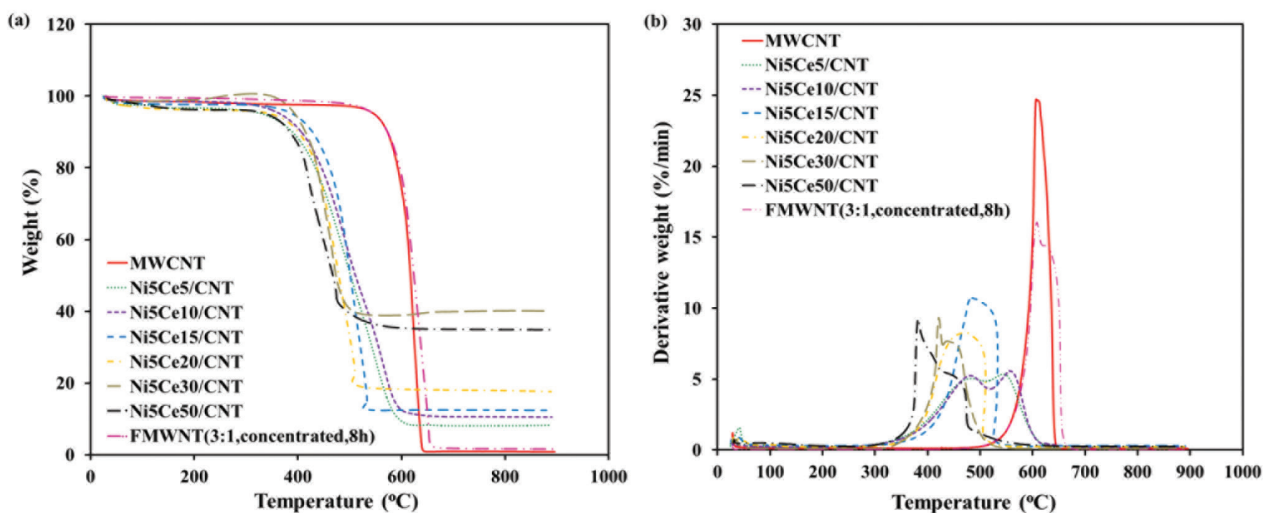 (a)
120
100
80
60
40
20
0
Weight (%)
MWCNT
Ni5Ce5/CNT
Ni5Ce10/CNT
Ni5Ce15/CNT
Ni5Ce20/CNT
Ni5Ce30/CNT
Ni5Ce50/CNT
FMWNT(3:1,concentrated,8h)
0 200 400 600 800 1000
Temperature (°C)
(b)
30
25
20
15
10
5
0
Derivative weight (%/min)
MWCNT
Ni5Ce5/CNT
Ni5Ce10/CNT
Ni5Ce15/CNT
Ni5Ce20/CNT
Ni5Ce30/CNT
Ni5Ce50/CNT
FMWNT(3:1,concentrated,8h)
0 100 200 300 400 500 600 700 800 900 1000
Temperature (°C)